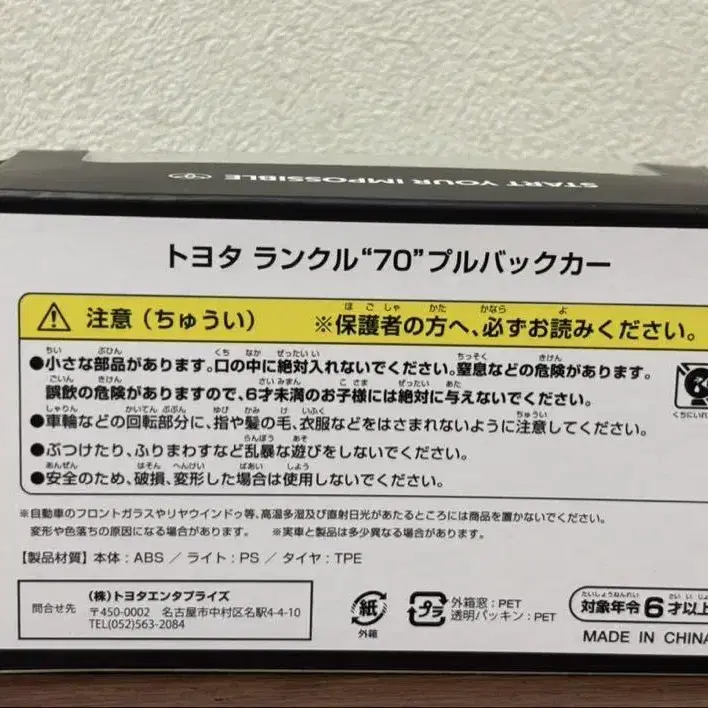 START YOUR IMPOSSIBLE
トヨタ ランクル“70”プルバックカー
注意（ちゅうい） ※保護者の方へ、必ずお読みください。
●小さな部品があります。口の中に絶対入れないでください。窒息などの危険があります。
誤飲の危険がありますので、6才未満のお子様には絶対に与えないでください。
●車輪などの回転部分に、指や髪の毛、衣服などをはさまれないように注意してください。
●ぶつけたり、ふりまわすなど乱暴な遊びをしないでください。
●安全のため、破損、変形した場合は使用しないでください。
くちにいれ
※自動車のフロントガラスやリヤウインドゥ等、高温多湿及び直射日光があたるところには商品を置かないでください。
変形や色落ちの原因になる場合があります。 ※実車と製品は多少異なる場合があります。
【製品材質】本体：ABS ／ ライト：PS ／ タイヤ：TPE
問合せ先
（株）トヨタエンタプライズ
〒450-0002 名古屋市中村区名駅4-4-10
TEL(052)563-2084
紙
外箱
プラ
外箱窓：PET
透明パッキン：PET
対象年令6才以上
MADE IN CHINA